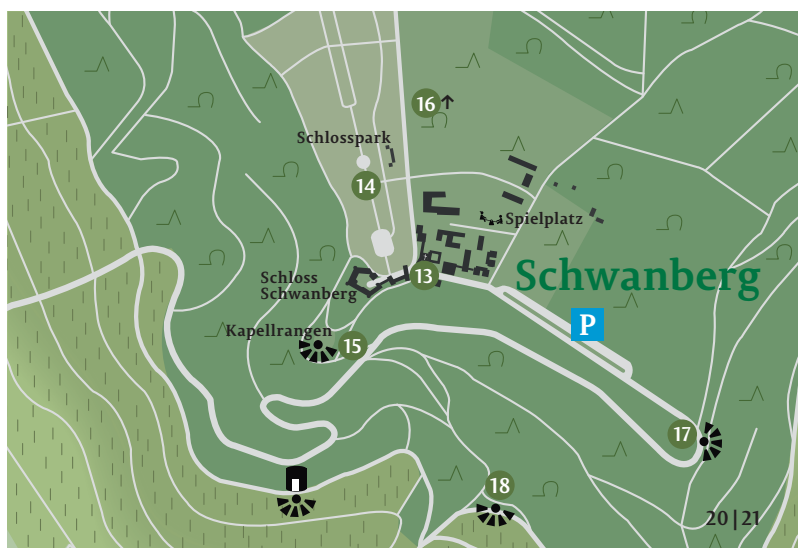 16
Schlosspark
14
Spielplatz
Schloss
Schwanberg
13
Schwanberg
P
Kapellrangen
15
17
18
20|21